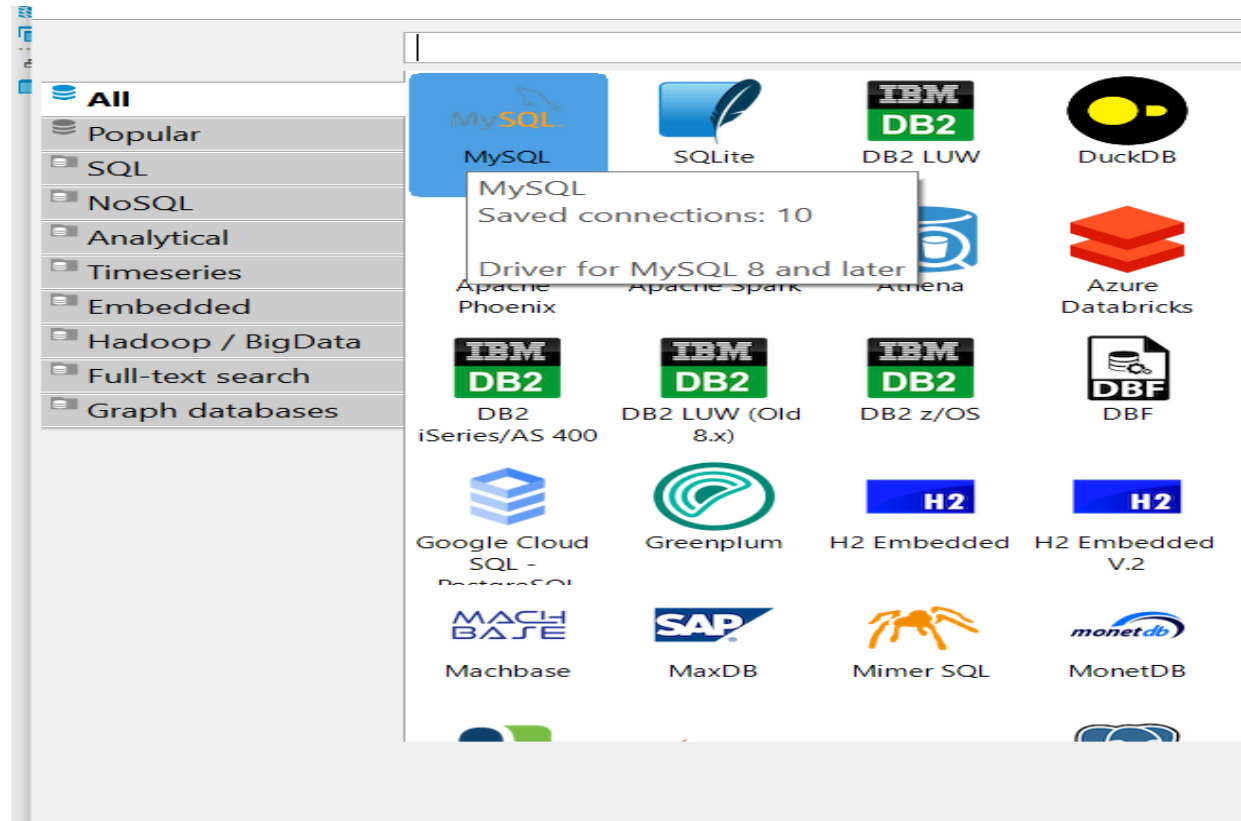 All
Popular
SQL
NoSQL
Analytical
Timeseries
Embedded
Hadoop / BigData
Full-text search
Graph databases
MySQL
IBM
DB2
MySQL
SQLite
DB2 LUW
DuckDB
MySQL
Saved connections: 10
Driver for MySQL 8 and later
Apache
Phoenix
Apache Spark
Athena
Azure
Databricks
IBM
DB2
IBM
DB2
IBM
DB2
DBF
DB2
iSeries/AS 400
DB2 LUW (Old
8.x)
DB2 z/OS
DBF
H2
H2
Google Cloud
SQL -
PostgreSQL
Greenplum
H2 Embedded
H2 Embedded
V.2
MACH
BASE
SAP
monetdb
Machbase
MaxDB
Mimer SQL
MonetDB